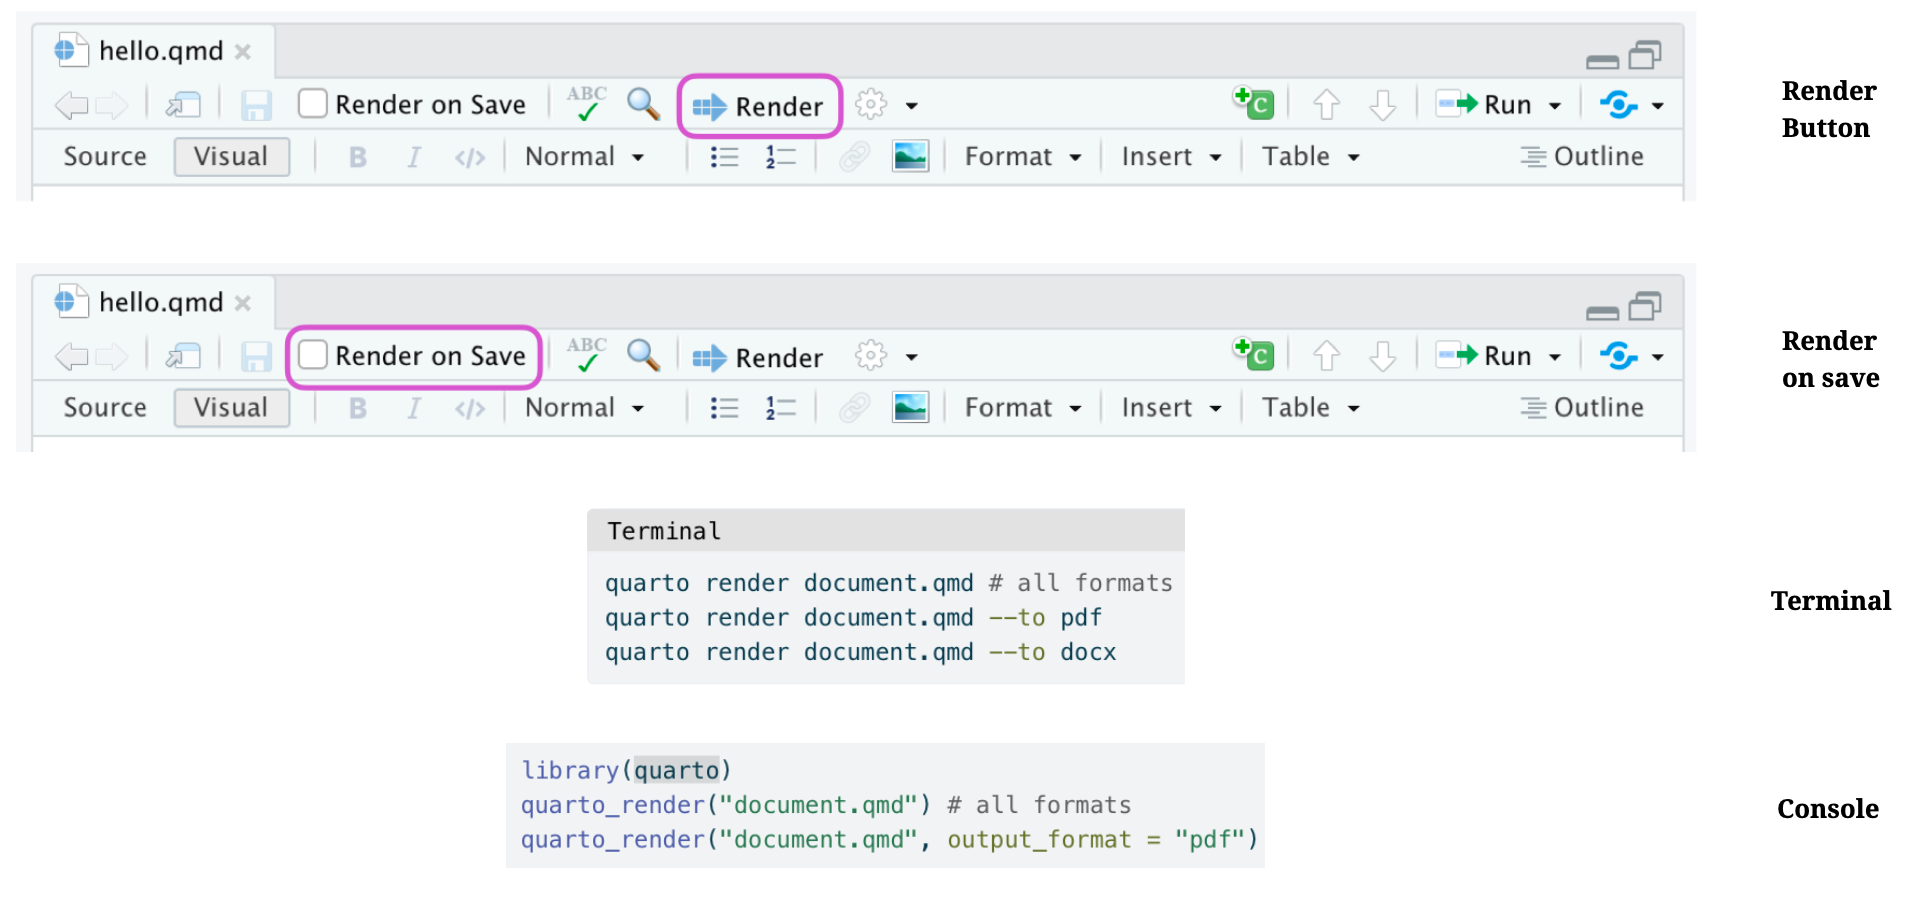 hello.qmd
Render on Save ABC Render Run
Source Visual B I </> Normal Format Insert Table Outline
Render
Button
hello.qmd
Render on Save ABC Render Run
Source Visual B I </> Normal Format Insert Table Outline
Render
on save
Terminal
quarto render document.qmd # all formats
quarto render document.qmd --to pdf
quarto render document.qmd --to docx
Terminal
library(quarto)
quarto_render("document.qmd") # all formats
quarto_render("document.qmd", output_format = "pdf")
Console